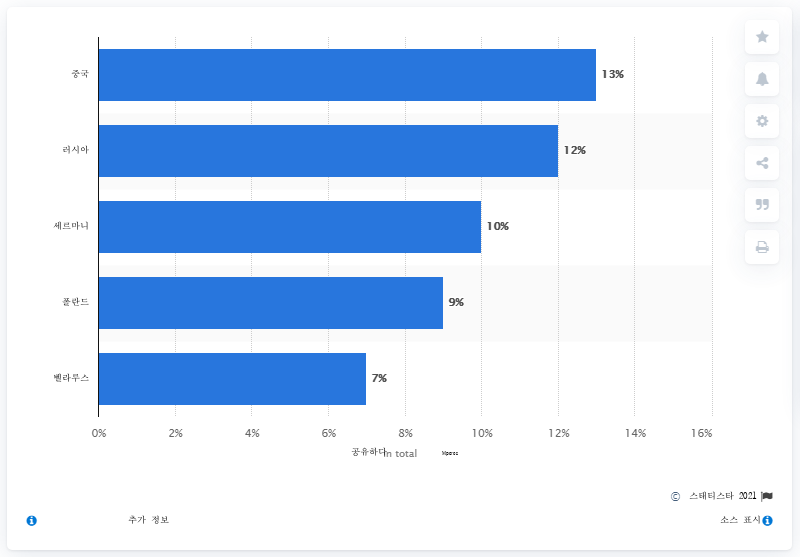 중국
13%
러시아
12%
세르마니
10%
폴란드
9%
벨라루스
7%
0% 2% 4% 6% 8% 10% 12% 14% 16%
공유하다 in total
© 스태티스타 2021
추가 정보
소스 표시